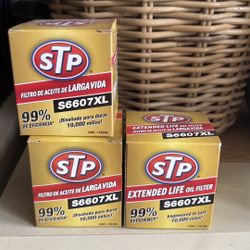 STP
FILTRO DE ACEITE DE LARGA VIDA
S6607XL
99%
DE EFICIENCIA*
¡Diseñado para durar
10,000 millas!
EXTENDED LIFE OIL FILTER
S6607XL
STP
FILTRO DE ACEITE DE LARGA VIDA
S6607XL
99%
DE EFICIENCIA*
¡Diseñado para durar
10,000 millas!
STP
EXTENDED LIFE OIL FILTER
S6607XL
99%
EFFICIENCY*
Engineered to last
10,000 miles!